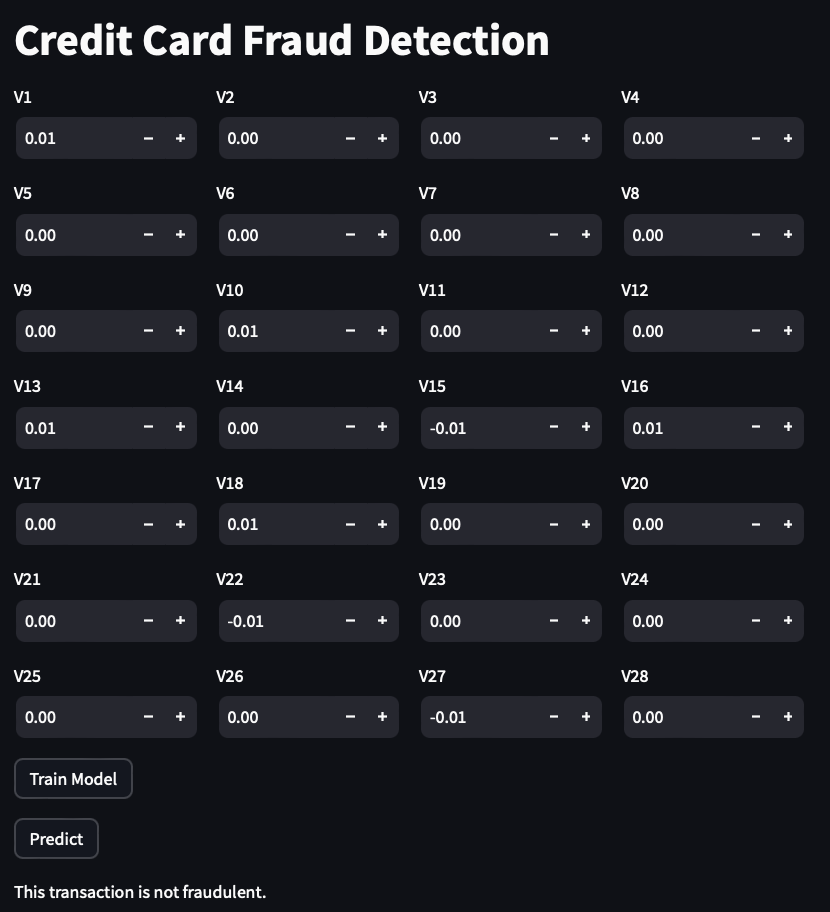 Credit Card Fraud Detection
V1 V2 V3 V4
0.01 − + 0.00 − + 0.00 − + 0.00 − +
V5 V6 V7 V8
0.00 − + 0.00 − + 0.00 − + 0.00 − +
V9 V10 V11 V12
0.00 − + 0.01 − + 0.00 − + 0.00 − +
V13 V14 V15 V16
0.01 − + 0.00 − + -0.01 − + 0.01 − +
V17 V18 V19 V20
0.00 − + 0.01 − + 0.00 − + 0.00 − +
V21 V22 V23 V24
0.00 − + -0.01 − + 0.00 − + 0.00 − +
V25 V26 V27 V28
0.00 − + 0.00 − + -0.01 − + 0.00 − +
Train Model
Predict
This transaction is not fraudulent.